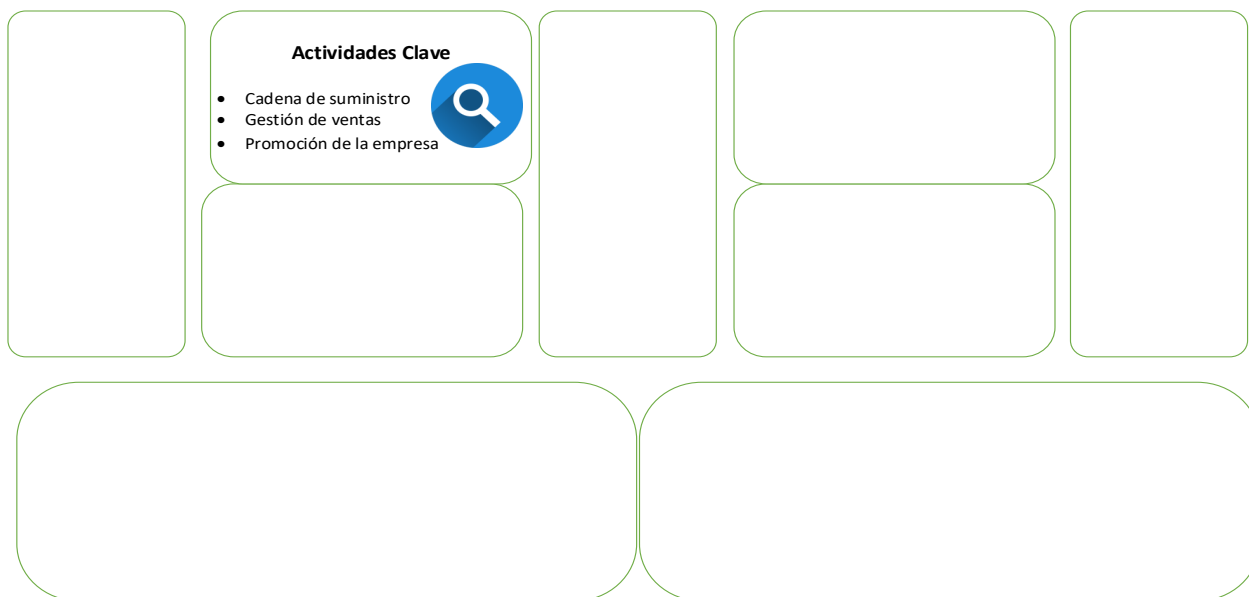 Actividades Clave
• Cadena de suministro
• Gestión de ventas
• Promoción de la empresa